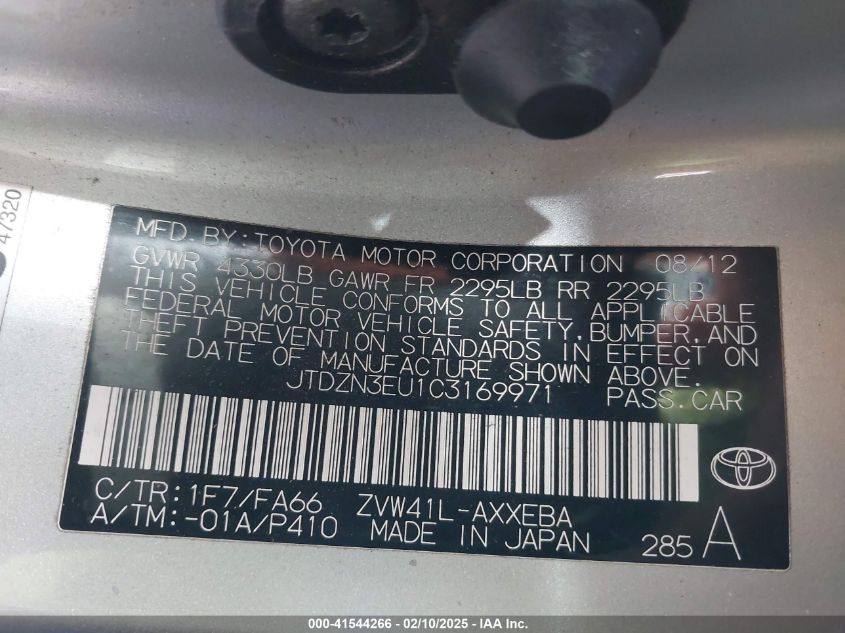 47320
MFD.BY:TOYOTA MOTOR CORPORATION 08/12
GVWR 4330LB GAWR FR 2295LB RR 2295LB
THIS VEHICLE CONFORMS TO ALL APPLICABLE
FEDERAL MOTOR VEHICLE SAFETY,BUMPER,AND
THEFT PREVENTION STANDARDS IN EFFECT ON
THE DATE OF MANUFACTURE SHOWN ABOVE.
JTDZN3EU1C3169971 PASS.CAR
C/TR:1F7/FA66 ZVW41L-AXXEBA
A/TM:-01A/P410 MADE IN JAPAN 285 A
000-41544266 - 02/10/2025 - IAA Inc.